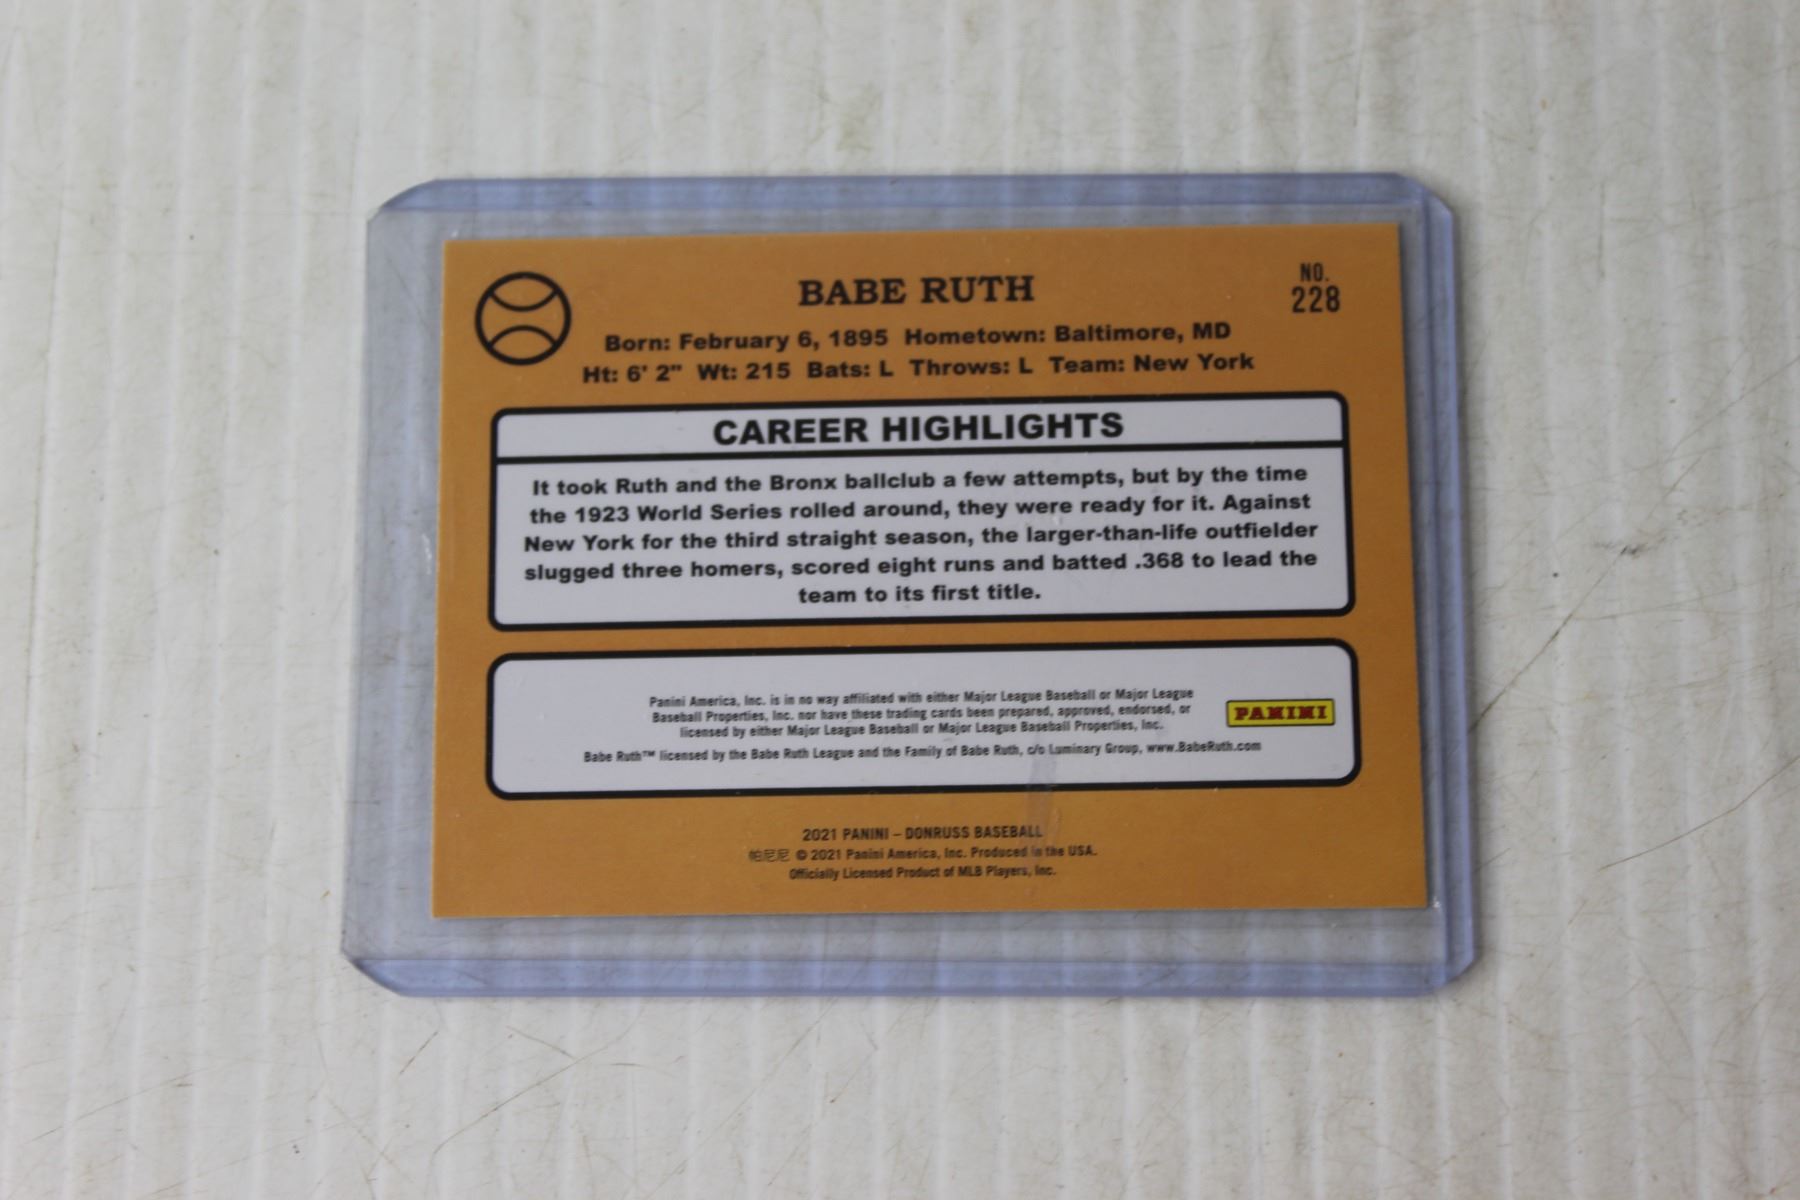 BABE RUTH
NO.
228
Born: February 6, 1895 Hometown: Baltimore, MD
Ht: 6' 2" Wt: 215 Bats: L Throws: L Team: New York
CAREER HIGHLIGHTS
It took Ruth and the Bronx ballclub a few attempts, but by the time
the 1923 World Series rolled around, they were ready for it. Against
New York for the third straight season, the larger-than-life outfielder
slugged three homers, scored eight runs and batted .368 to lead the
team to its first title.
Panini America, Inc. is in no way affiliated with either Major League Baseball or Major League
Baseball Properties, Inc. nor have these trading cards been prepared, approved, endorsed, or
licensed by either Major League Baseball or Major League Baseball Properties, Inc.
PANINI
Babe Ruth™ licensed by the Babe Ruth League and the Family of Babe Ruth, c/o Luminary Group, www.BabeRuth.com
2021 PANINI – DONRUSS BASEBALL
帕尼尼 © 2021 Panini America, Inc. Produced in the USA.
Officially Licensed Product of MLB Players, Inc.